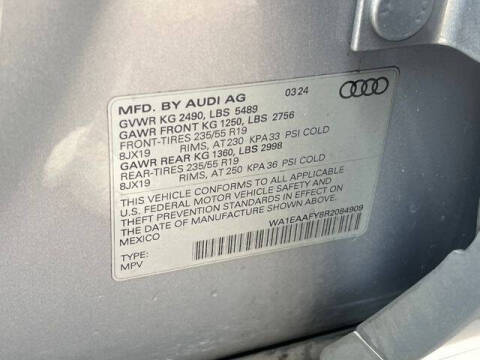 MFD. BY AUDI AG 03 24
GVWR KG 2490, LBS 5489
GAWR FRONT KG 1250, LBS 2756
FRONT-TIRES 235/55 R19
8JX19 RIMS, AT 230 KPA 33 PSI COLD
GAWR REAR KG 1360, LBS 2998
REAR-TIRES 235/55 R19
8JX19 RIMS, AT 250 KPA 36 PSI COLD
THIS VEHICLE CONFORMS TO ALL APPLICABLE
U.S. FEDERAL MOTOR VEHICLE SAFETY AND
THEFT PREVENTION STANDARDS IN EFFECT ON
THE DATE OF MANUFACTURE SHOWN ABOVE
MEXICO
WA1EAAFY8R2084909
TYPE:
MPV